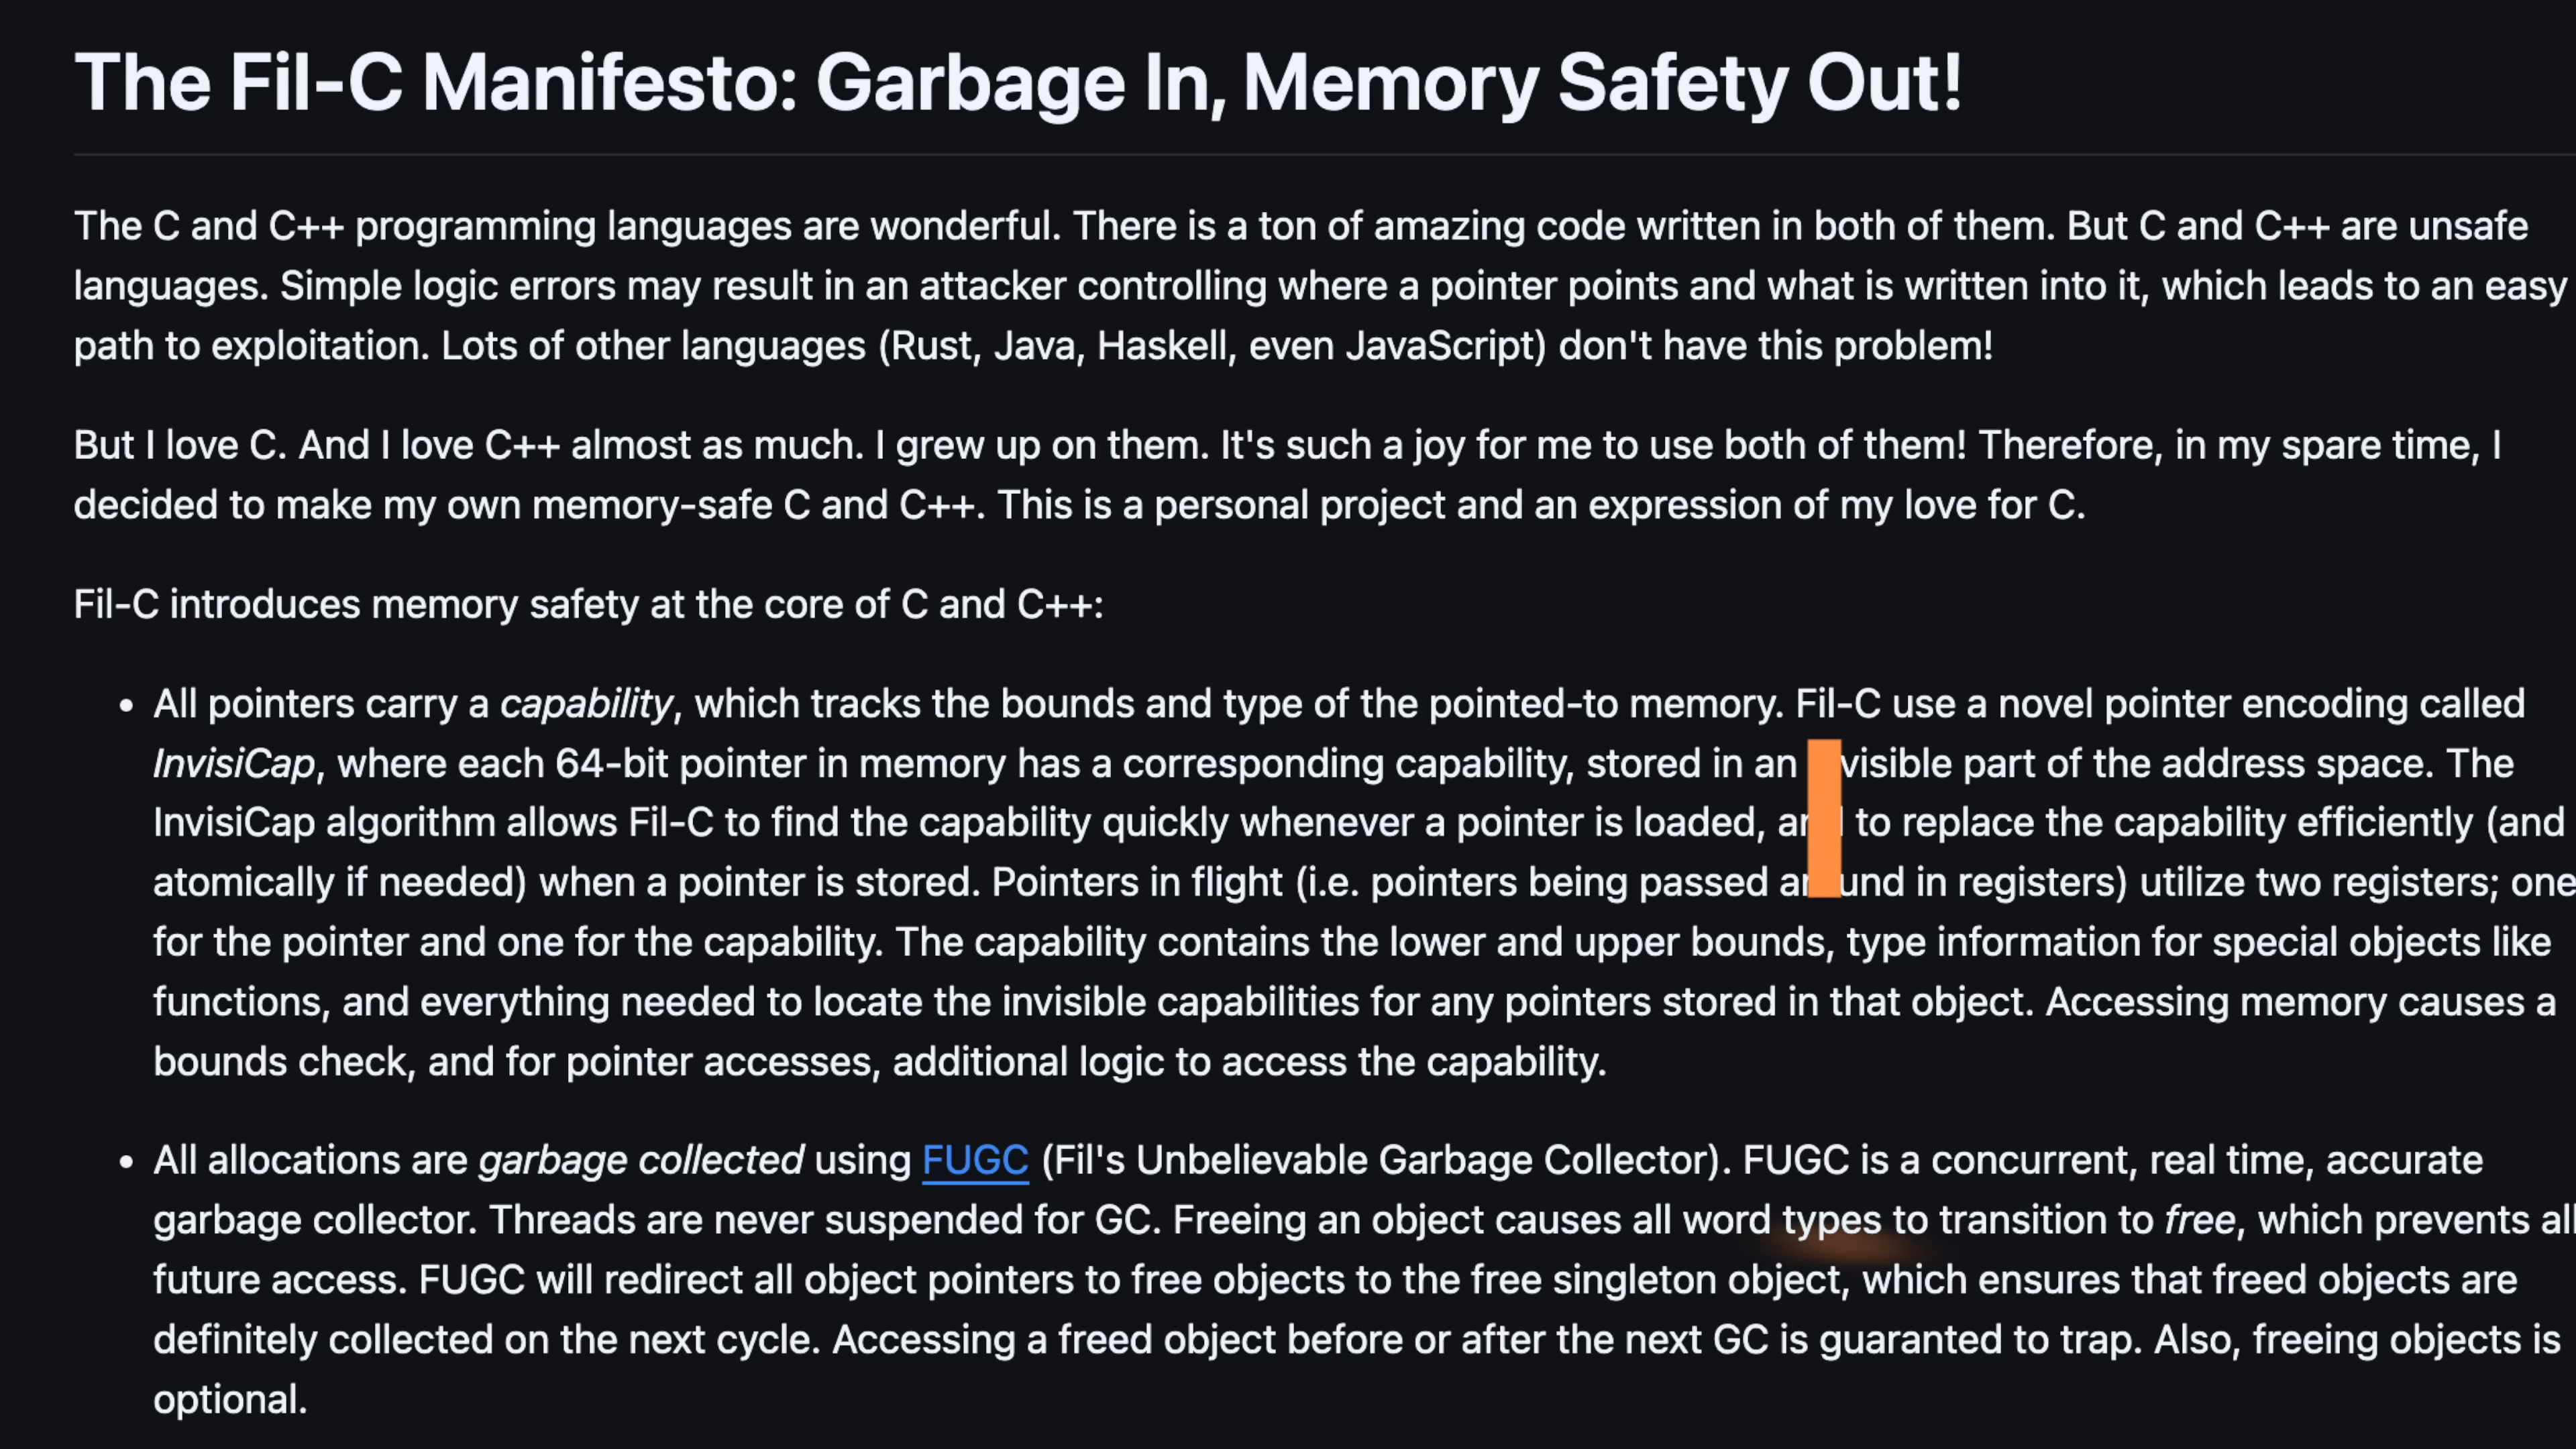 The Fil-C Manifesto: Garbage In, Memory Safety Out!
The C and C++ programming languages are wonderful. There is a ton of amazing code written in both of them. But C and C++ are unsafe
languages. Simple logic errors may result in an attacker controlling where a pointer points and what is written into it, which leads to an easy
path to exploitation. Lots of other languages (Rust, Java, Haskell, even JavaScript) don't have this problem!
But I love C. And I love C++ almost as much. I grew up on them. It's such a joy for me to use both of them! Therefore, in my spare time, I
decided to make my own memory-safe C and C++. This is a personal project and an expression of my love for C.
Fil-C introduces memory safety at the core of C and C++:
• All pointers carry a capability, which tracks the bounds and type of the pointed-to memory. Fil-C use a novel pointer encoding called
InvisiCap, where each 64-bit pointer in memory has a corresponding capability, stored in an visible part of the address space. The
InvisiCap algorithm allows Fil-C to find the capability quickly whenever a pointer is loaded, to replace the capability efficiently (and
atomically if needed) when a pointer is stored. Pointers in flight (i.e. pointers being passed in registers) utilize two registers; one
for the pointer and one for the capability. The capability contains the lower and upper bounds, type information for special objects like
functions, and everything needed to locate the invisible capabilities for any pointers stored in that object. Accessing memory causes a
bounds check, and for pointer accesses, additional logic to access the capability.
• All allocations are garbage collected using FUGC (Fil's Unbelievable Garbage Collector). FUGC is a concurrent, real time, accurate
garbage collector. Threads are never suspended for GC. Freeing an object causes all word types to transition to free, which prevents all
future access. FUGC will redirect all object pointers to free objects to the free singleton object, which ensures that freed objects are
definitely collected on the next cycle. Accessing a freed object before or after the next GC is guaranted to trap. Also, freeing objects is
optional.